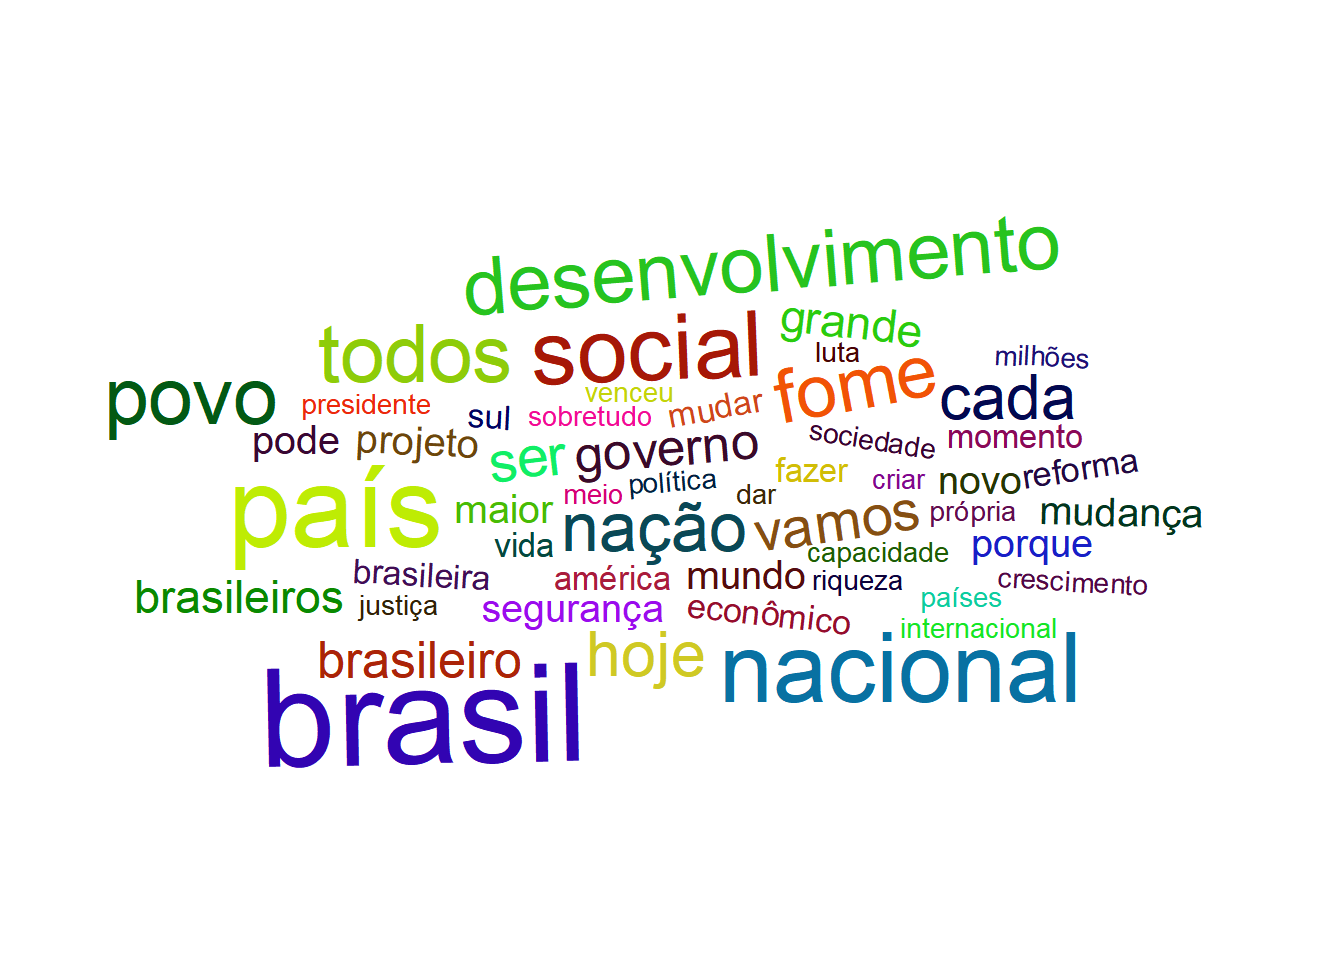 desenvolvimento
grande
todos
social
luta
milhões
povo
presidente
venceu
fome
cada
sul
sobretudo
mudar
pode
projeto
ser
governo
sociedade
momento
país
maior
meio
política
dar
fazer
criar
novo
reforma
vida
nação
vamos
própria
mudança
capacidade
porque
brasileiros
brasileira
justiça
américa
segurança
mundo
riqueza
econômico
países
crescimento
internacional
brasileiro
hoje
nacional
brasil